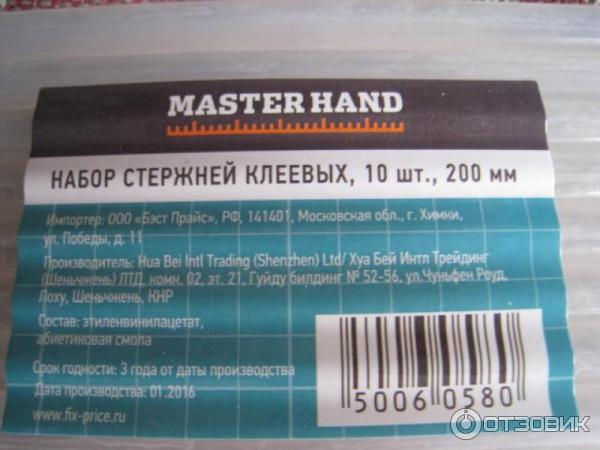 MASTER HAND
НАБОР СТЕРЖНЕЙ КЛЕЕВЫХ, 10 шт., 200 мм
Импортер: ООО «Бэст Прайс», РФ, 141401, Московская обл., г. Химки,
ул. Победы, д. 11
Производитель: Hua Bei Intl Trading (Shenzhen) Ltd/ Хуа Бей Интл Трейдинг
(Шеньчжень) ЛТД, комн. 02, эт. 21, Гуйду билдинг № 52-56, ул.Чуньфен Роуд,
Лоху, Шеньчжень, КНР
Состав: этиленвинилацетат,
абиетиновая смола
Срок годности: 3 года от даты производства
Дата производства: 01.2016
www.fix-price.ru
5006 0580
ОТЗОВИК